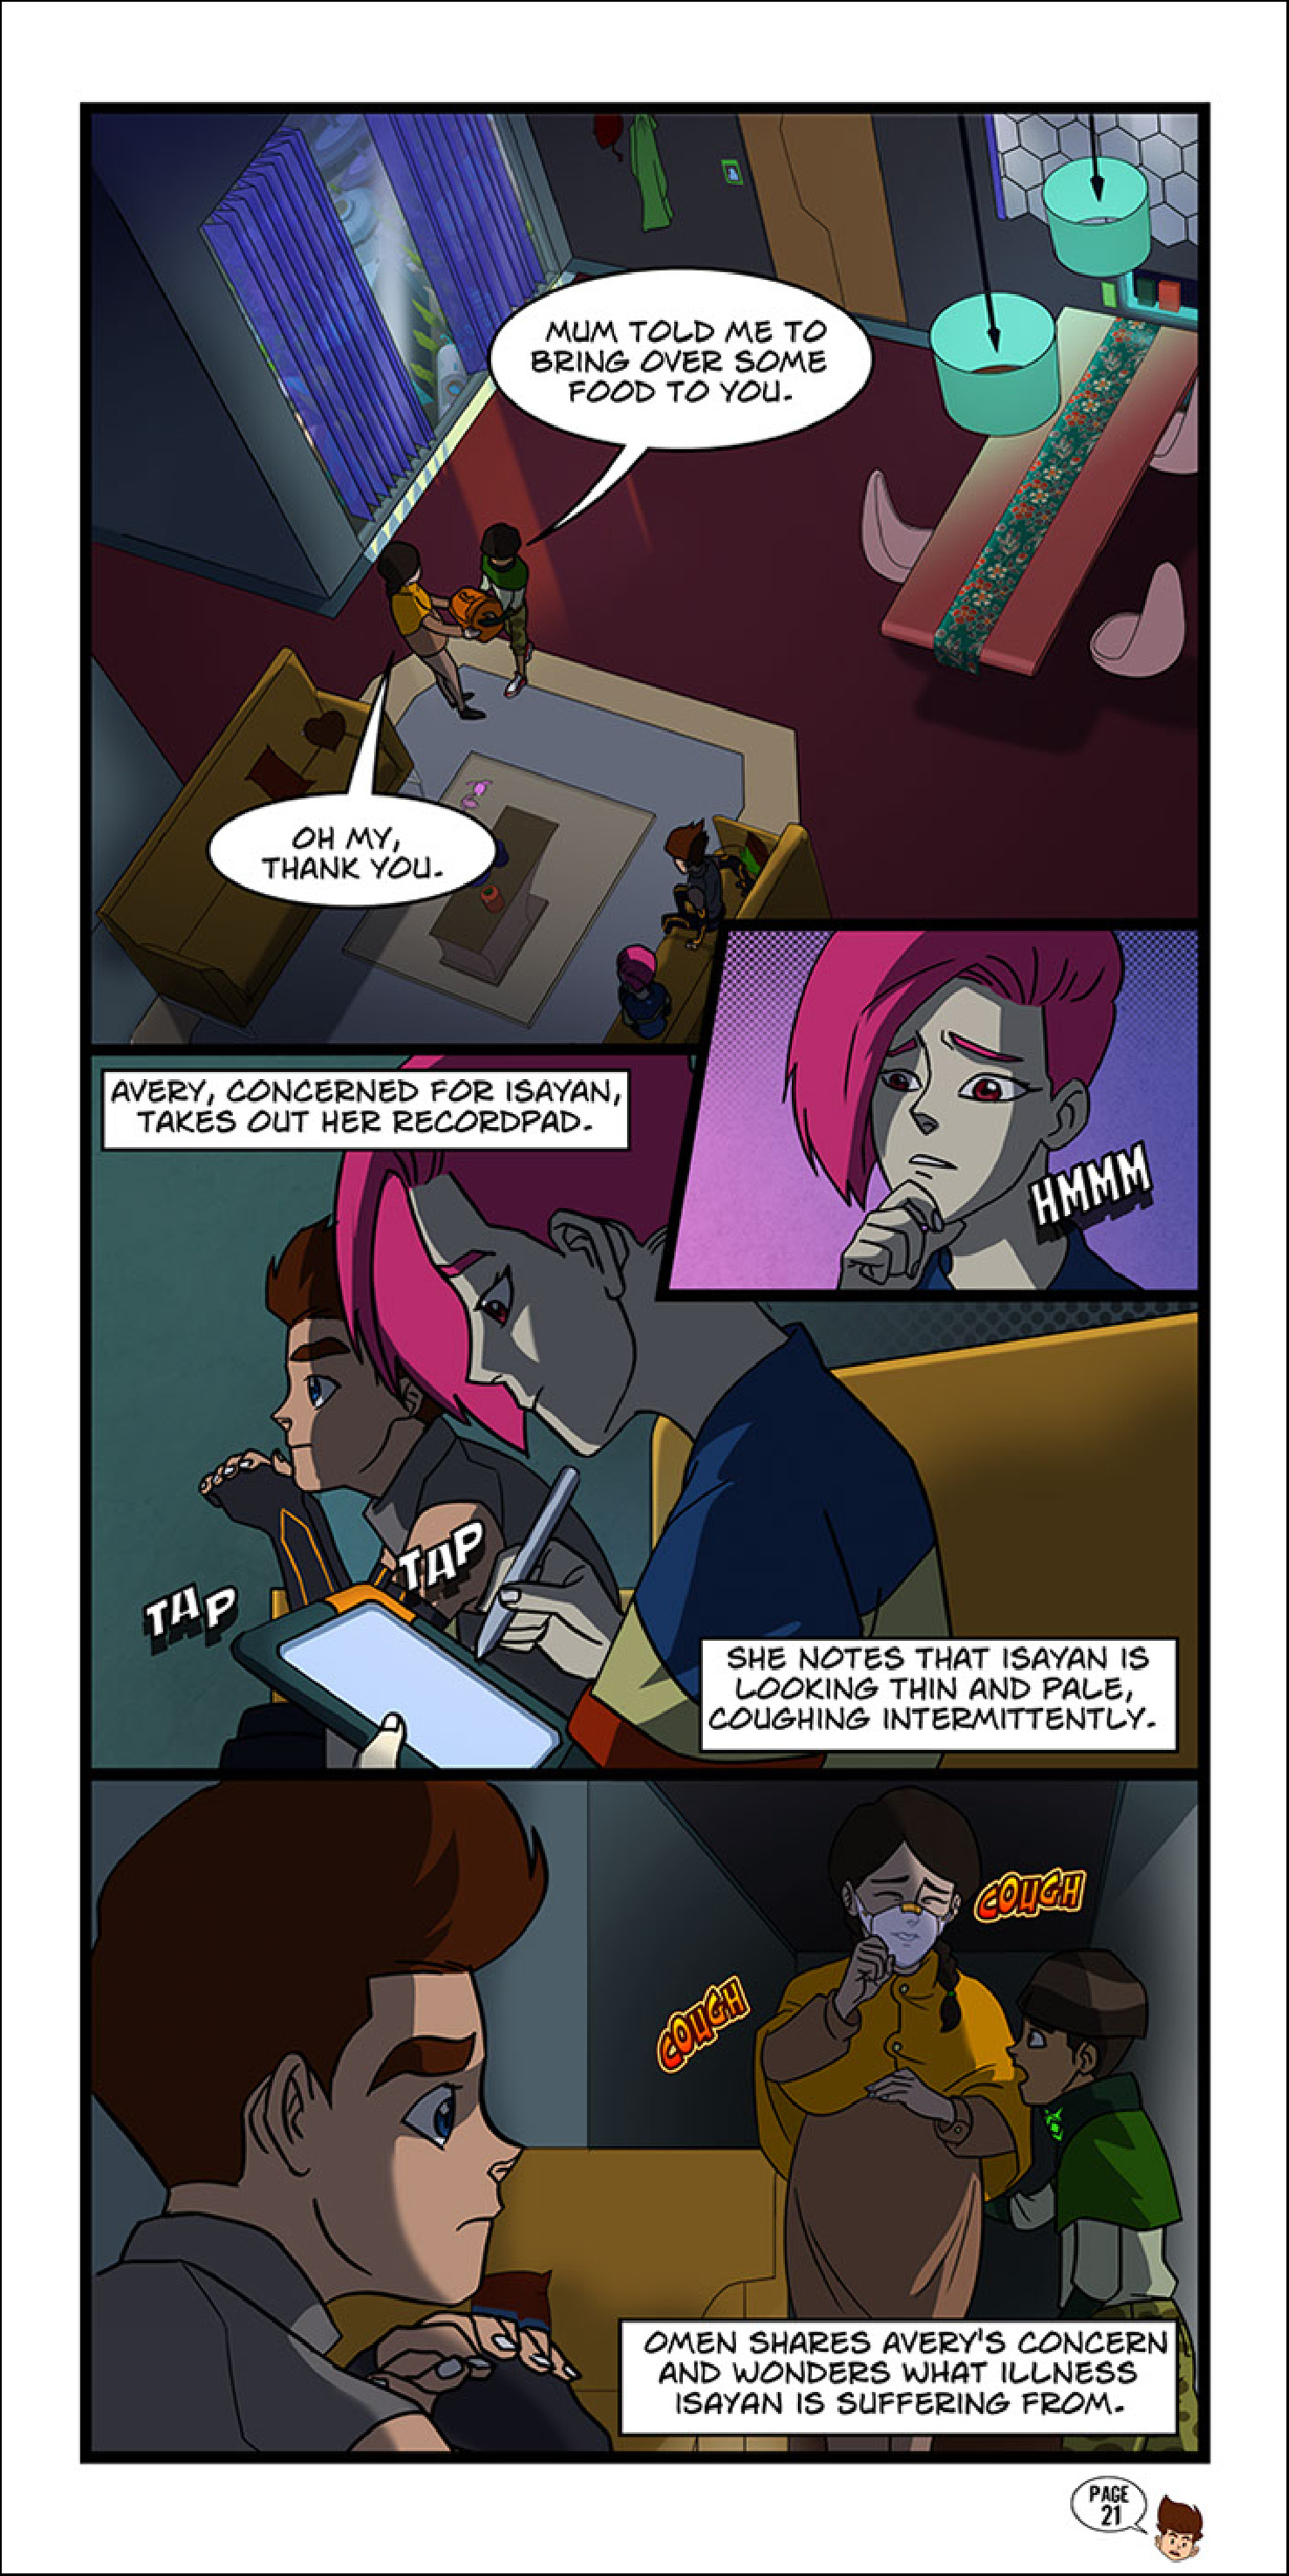 MUM TOLD ME TO
BRING OVER SOME
FOOD TO YOU.
OH MY,
THANK YOU.
HMMM
AVERY, CONCERNED FOR ISAYAN,
TAKES OUT HER RECORDPAD.
TAP
TAP
SHE NOTES THAT ISAYAN IS
LOOKING THIN AND PALE,
COUGHING INTERMITTENTLY.
COUGH
COUGH
OMEN SHARES AVERY'S CONCERN
AND WONDERS WHAT ILLNESS
ISAYAN IS SUFFERING FROM.
PAGE
21